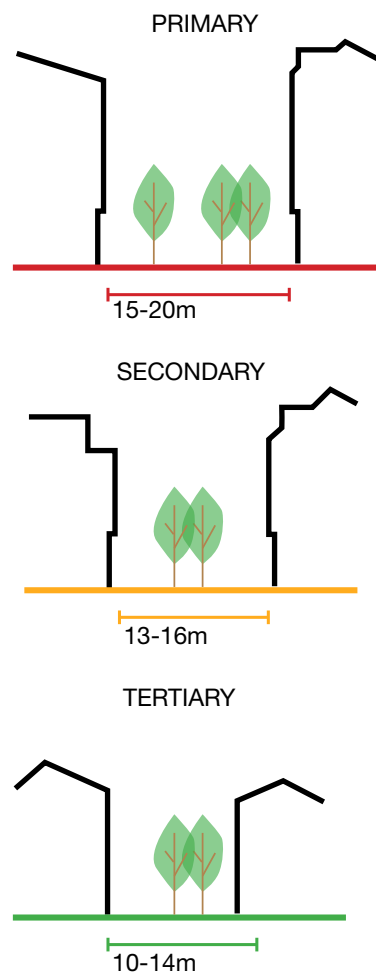 PRIMARY
15-20m
SECONDARY
13-16m
TERTIARY
10-14m